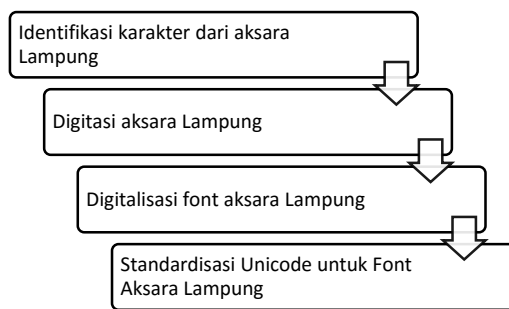 Identifikasi karakter dari aksara
Lampung
Digitasi aksara Lampung
Digitalisasi font aksara Lampung
Standardisasi Unicode untuk Font
Aksara Lampung